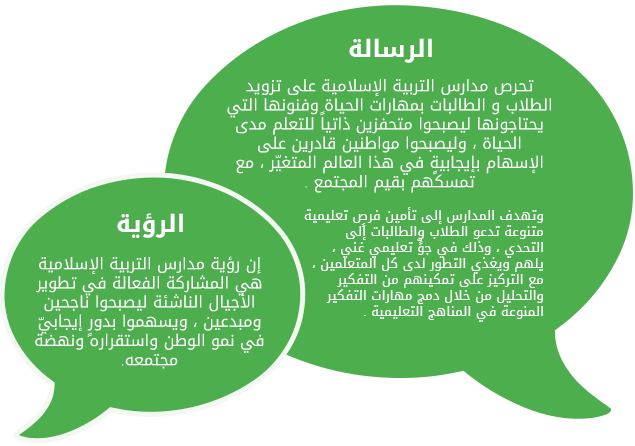 الرسالة
تحرص مدارس التربية الإسلامية على تزويد
الطلاب و الطالبات بمهارات الحياة وفنونها التي
يحتاجونها ليصبحوا متحفزين ذاتياً للتعلم مدى
الحياة ، وليصبحوا مواطنين قادرين على
الإسهام بإيجابيةٍ في هذا العالم المتغيّر ، مع
تمسكهم بقيم المجتمع .
وتهدف المدارس إلى تأمين فرصٍ تعليمية
متنوعة تدعو الطلاب والطالبات إلى
التحدي ، وذلك في جوٍّ تعليمي غني ،
يلهم ويغذي التطور لدى كل المتعلمين ،
مع التركيز على تمكينهم من التفكير
والتحليل من خلال دمج مهارات التفكير
المنوعة في المناهج التعليمية .
الرؤية
إن رؤية مدارس التربية الإسلامية
هي المشاركة الفعالة في تطوير
الأجيال الناشئة ليصبحوا ناجحين
ومبدعين ، ويسهموا بدورٍ إيجابيّ
في نمو الوطن واستقراره ونهضة
مجتمعه.